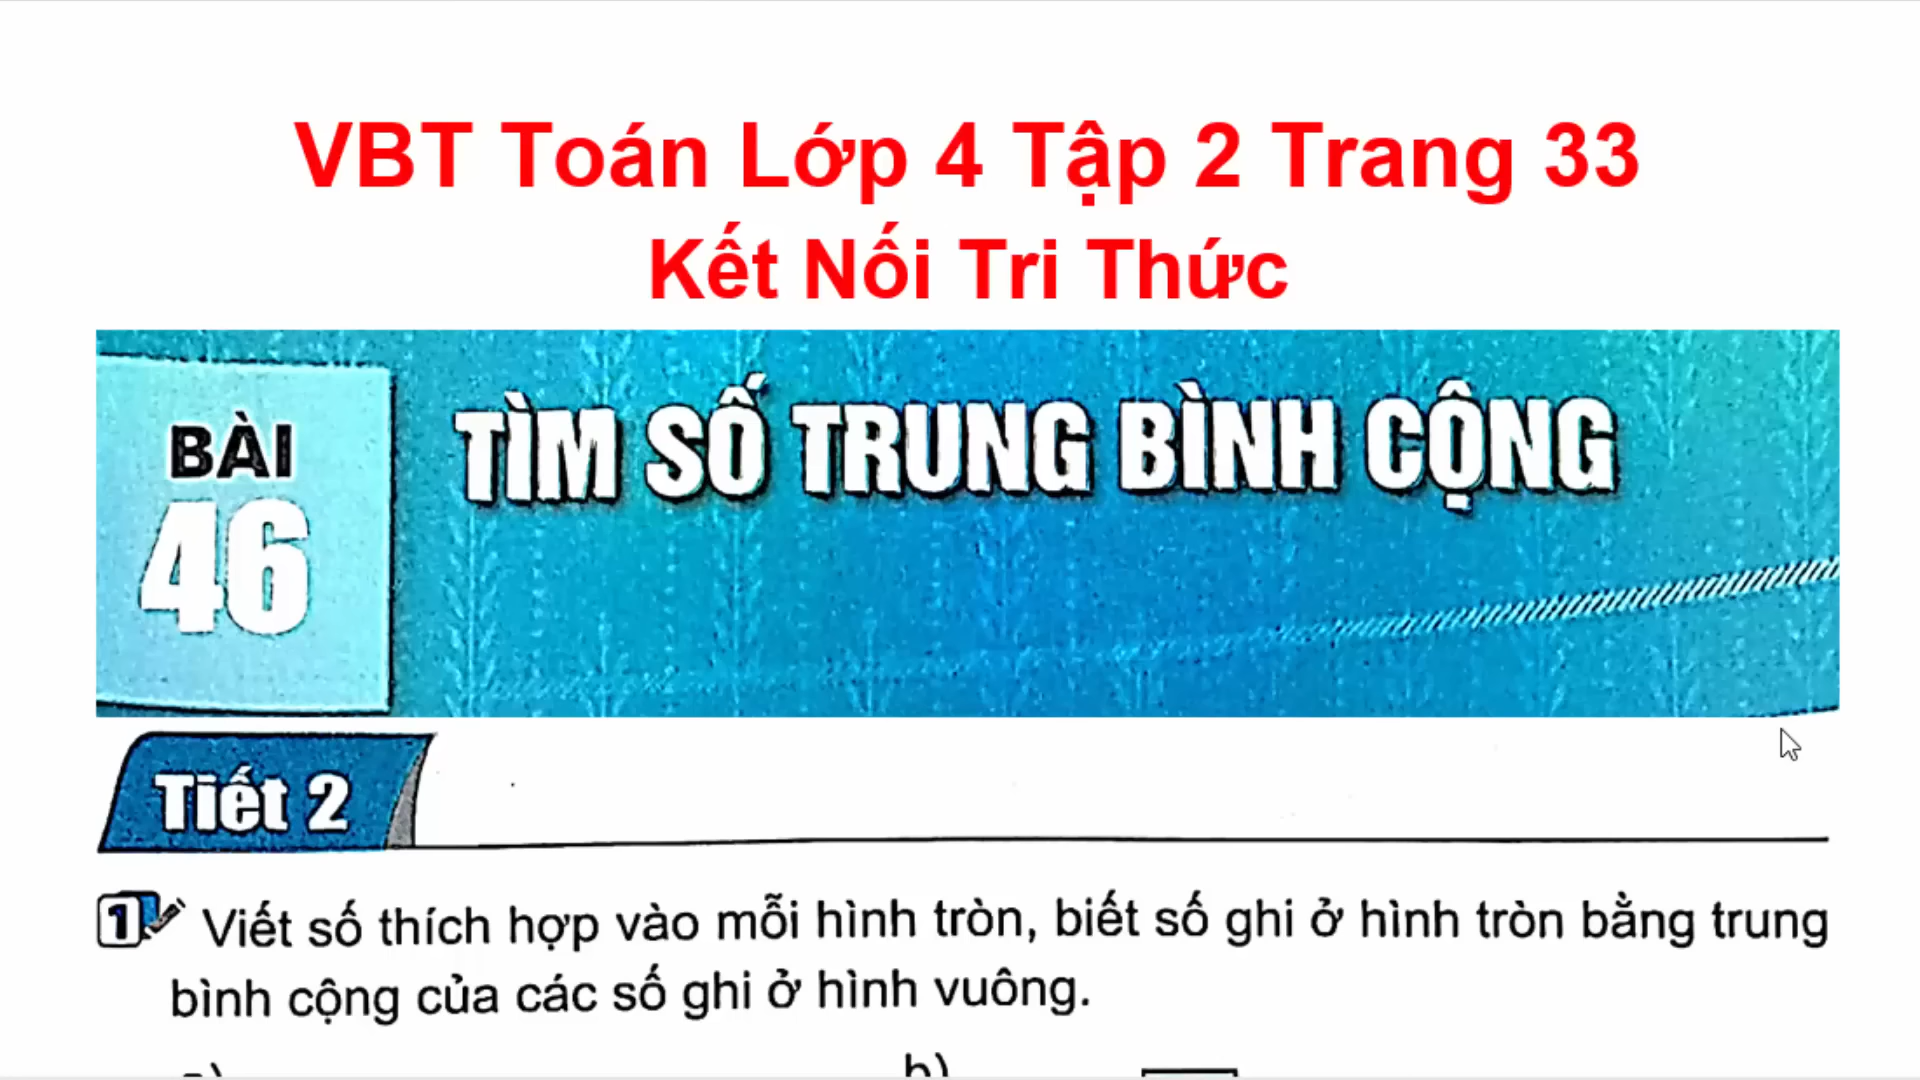 VBT Toán Lớp 4 Tập 2 Trang 33
Kết Nối Tri Thức
BÀI
46
TÌM SỐ TRUNG BÌNH CỘNG
Tiết 2
1 Viết số thích hợp vào mỗi hình tròn, biết số ghi ở hình tròn bằng trung
bình cộng của các số ghi ở hình vuông.
a) b)